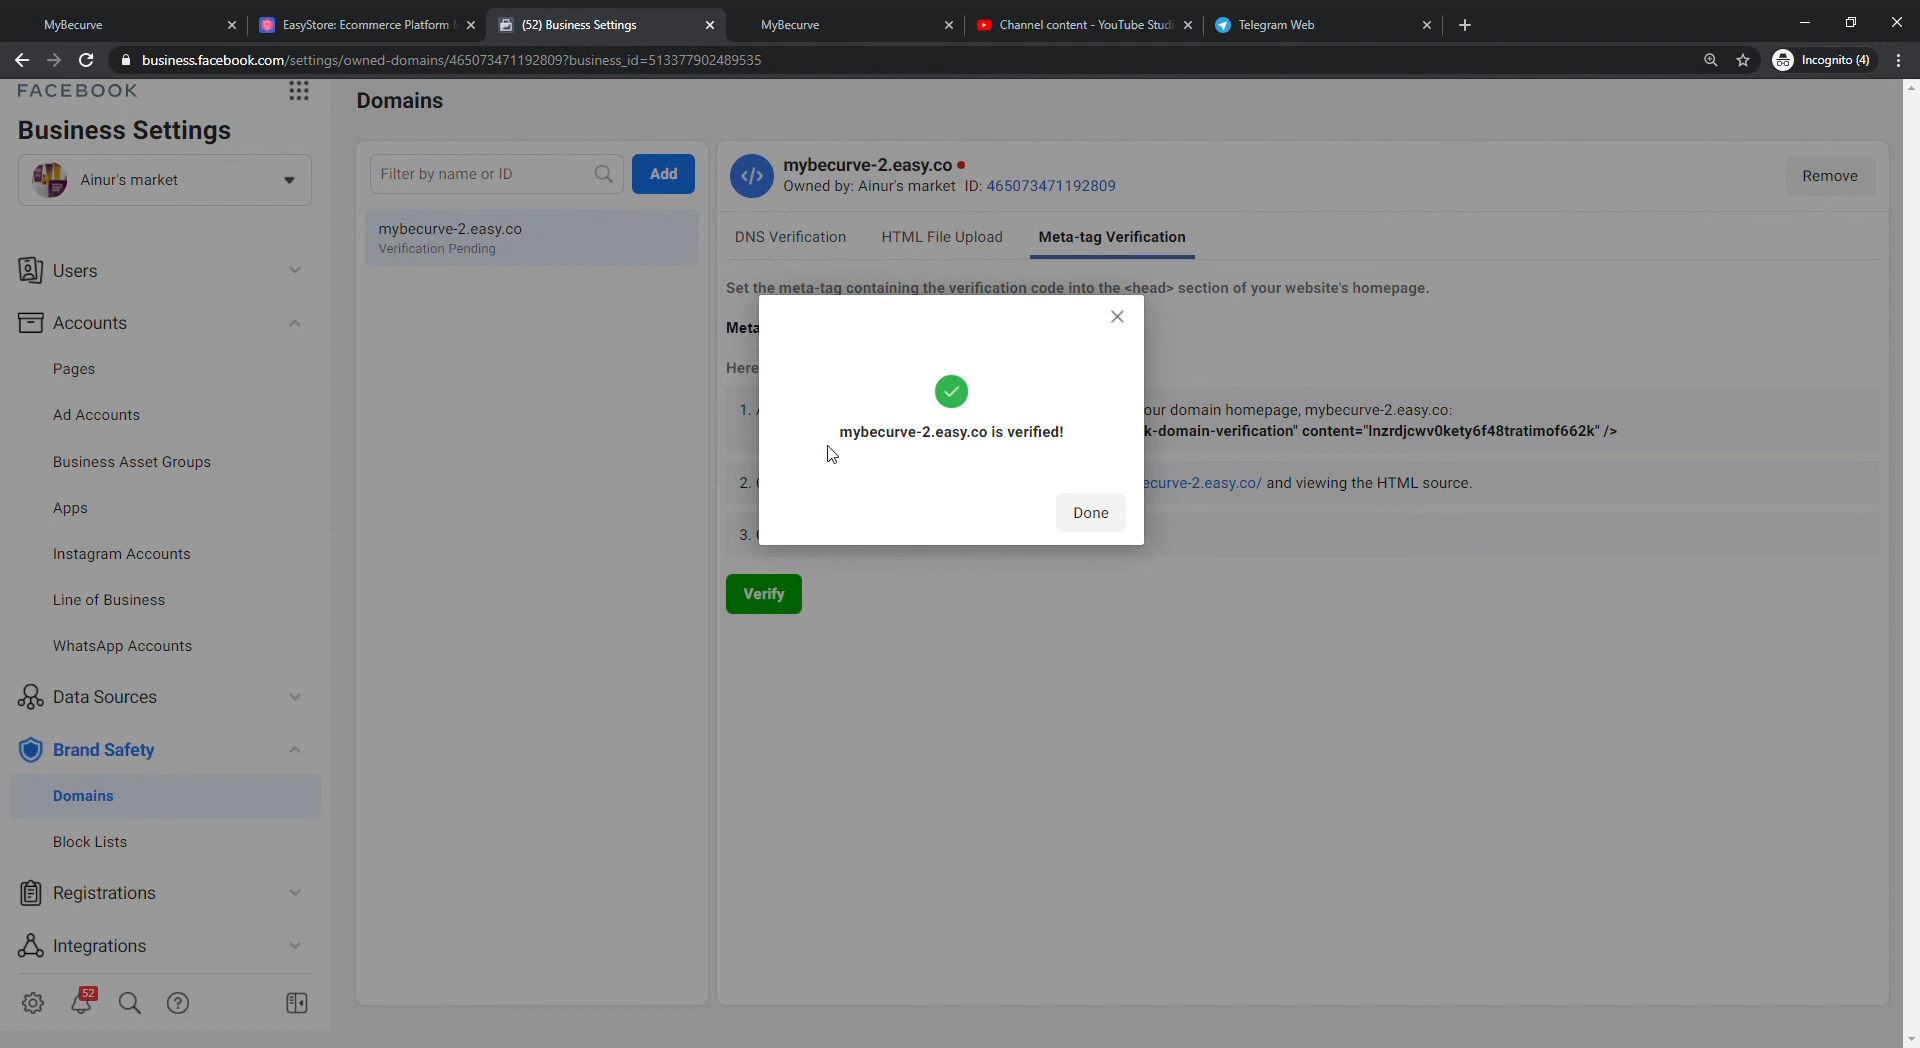 MyBecurve
EasyStore: Ecommerce Platform
(52) Business Settings
MyBecurve
Channel content - YouTube Studi
Telegram Web
business.facebook.com/settings/owned-domains/465073471192809?business_id=513377902489535
Incognito (4)
FACEBOOK
Business Settings
Ainur's market
Users
Accounts
Pages
Ad Accounts
Business Asset Groups
Apps
Instagram Accounts
Line of Business
WhatsApp Accounts
Data Sources
Brand Safety
Domains
Block Lists
Registrations
Integrations
52
Domains
Filter by name or ID
Add
mybecurve-2.easy.co
Verification Pending
mybecurve-2.easy.co
Owned by: Ainur's market ID: 465073471192809
Remove
DNS Verification
HTML File Upload
Meta-tag Verification
Set the meta-tag containing the verification code into the <head> section of your website's homepage.
Meta
Here
1.
our domain homepage, mybecurve-2.easy.co:
k-domain-verification" content="lnzrdjcwv0kety6f48tratimof662k" />
2.
ecurve-2.easy.co/ and viewing the HTML source.
3.
mybecurve-2.easy.co is verified!
Done
Verify